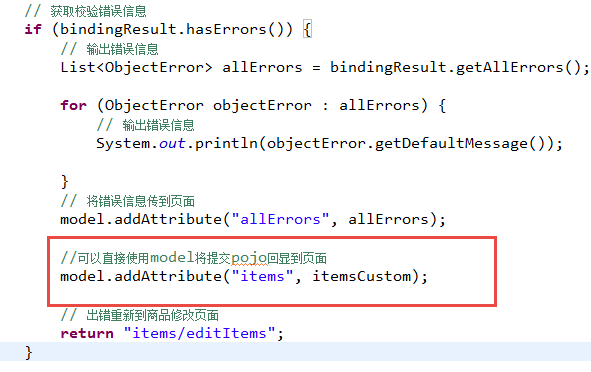 // 获取校验错误信息
if (bindingResult.hasErrors()) {
// 输出错误信息
List<ObjectError> allErrors = bindingResult.getAllErrors();
for (ObjectError objectError : allErrors) {
// 输出错误信息
System.out.println(objectError.getDefaultMessage());
}
// 将错误信息传到页面
model.addAttribute("allErrors", allErrors);
//可以直接使用model将提交pojo回显到页面
model.addAttribute("items", itemsCustom);
// 出错重新到商品修改页面
return "items/editItems";
}